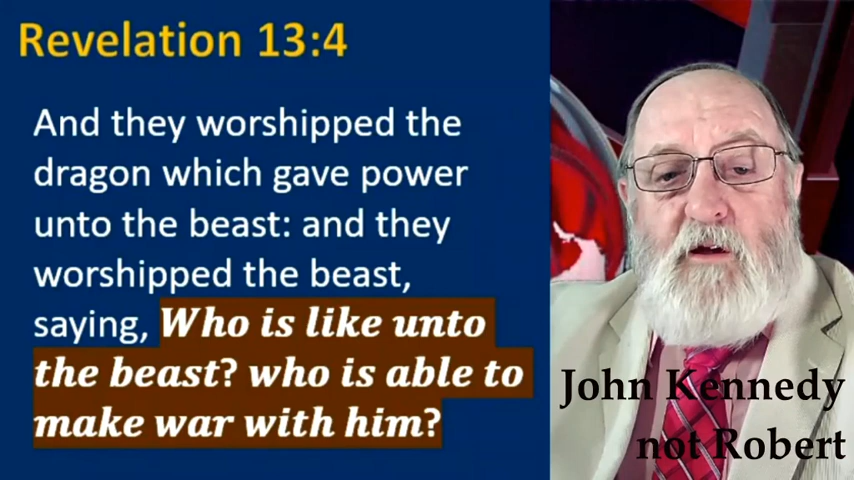 Revelation 13:4
And they worshipped the
dragon which gave power
unto the beast: and they
worshipped the beast,
saying, Who is like unto
the beast? who is able to
make war with him?
John Kennedy
not Robert